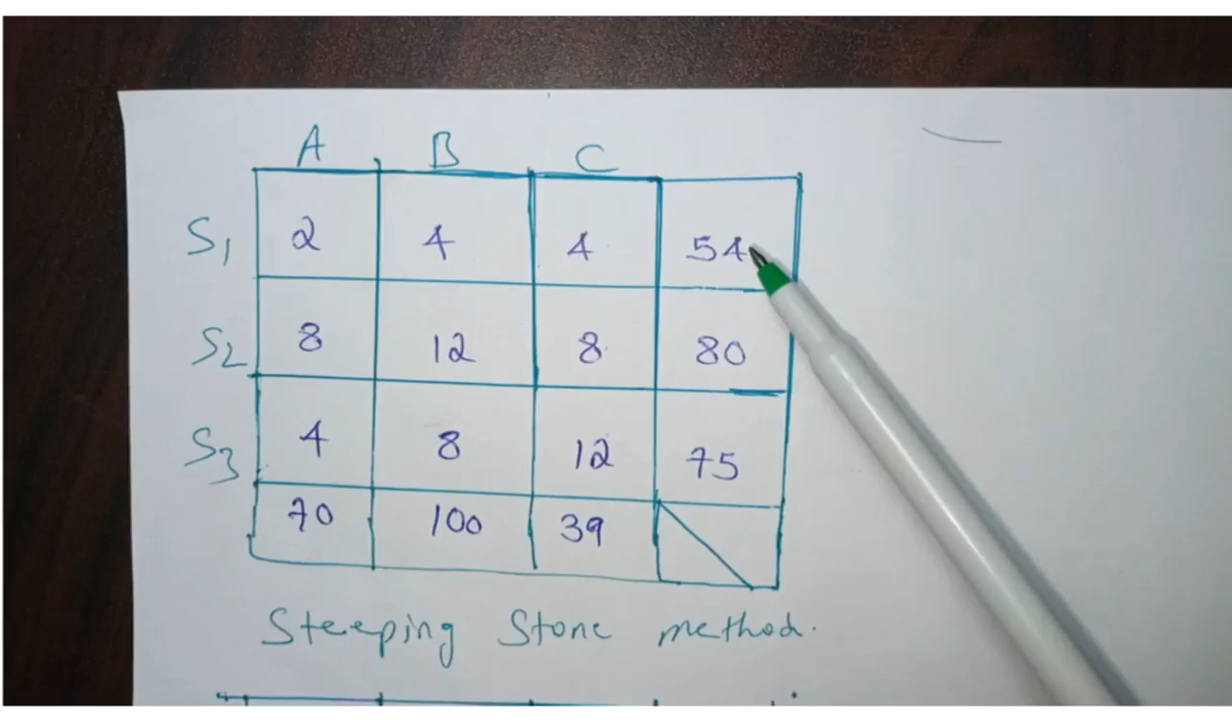 A B C
S1 2 4 4 54
S2 8 12 8 80
S3 4 8 12 75
70 100 39
Steeping Stone method.